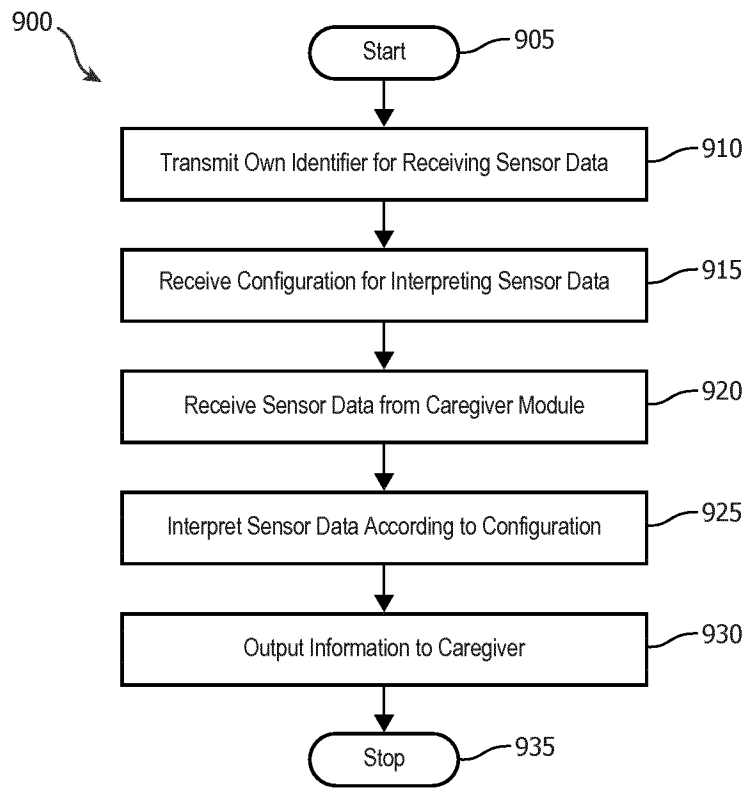 900
Start
905
Transmit Own Identifier for Receiving Sensor Data
910
Receive Configuration for Interpreting Sensor Data
915
Receive Sensor Data from Caregiver Module
920
Interpret Sensor Data According to Configuration
925
Output Information to Caregiver
930
Stop
935